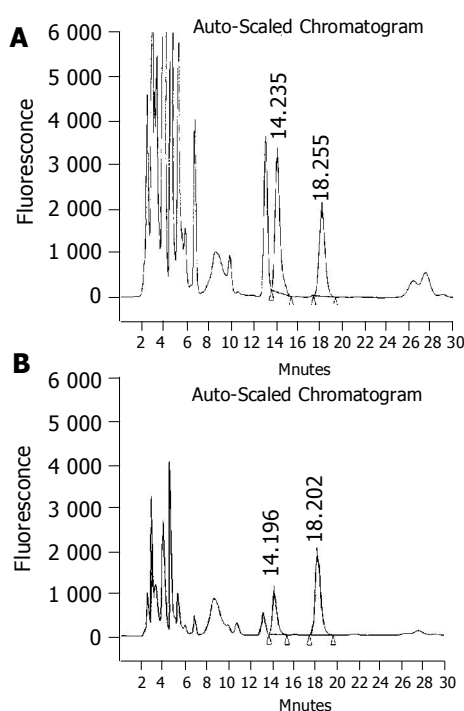 A
Auto-Scaled Chromatogram
6 000
5 000
4 000
3 000
2 000
1 000
0
Fluoresconce
14.235
18.255
2 4 6 8 10 12 14 16 18 20 22 24 26 28 30
Mnutes
B
Auto-Scaled Chromatogram
6 000
5 000
4 000
3 000
2 000
1 000
0
Fluoresconce
14.196
18.202
2 4 6 8 10 12 14 16 18 20 22 24 26 28 30
Mnutes